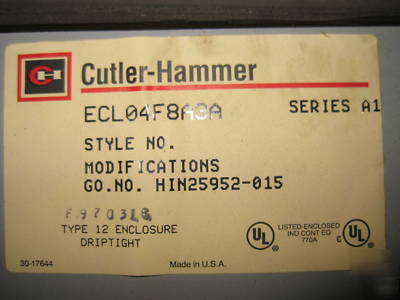 CH
Cutler-Hammer
ECL04F8A3A SERIES A1
STYLE NO.
MODIFICATIONS
GO.NO. HIN25952-015
TYPE 12 ENCLOSURE
DRIPTIGHT
UL LISTED-ENCLOSED
IND CONT EQ
770A
C UL
30-17644
Made in U.S.A.